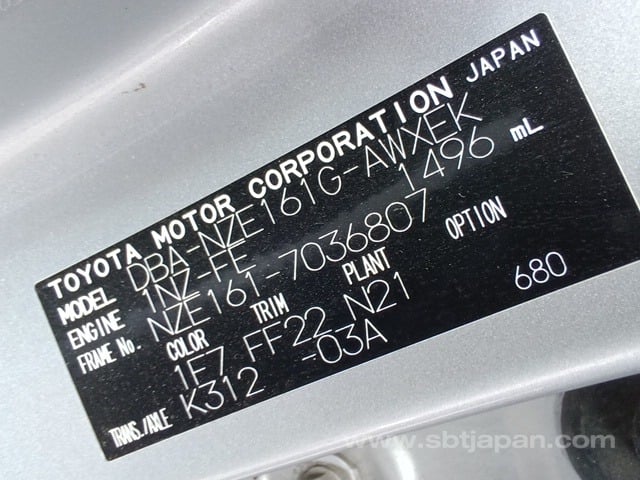 TOYOTA MOTOR CORPORATION JAPAN
MODEL DBA-NZE161G-AWXEK
ENGINE 1NZ-FE 1496 mL
FRAME No. NZE161-7036807
COLOR TRIM PLANT OPTION
1F7 FF22 N21 680
TRANS./AXLE K312 -03A
www.sbtjapan.com